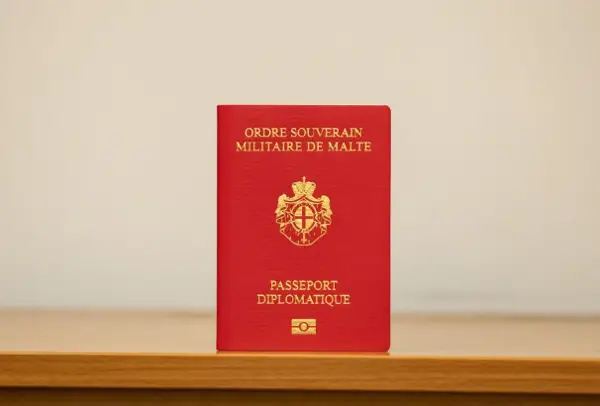 ORDRE SOUVERAIN
MILITAIRE DE MALTE
PASSEPORT
DIPLOMATIQUE